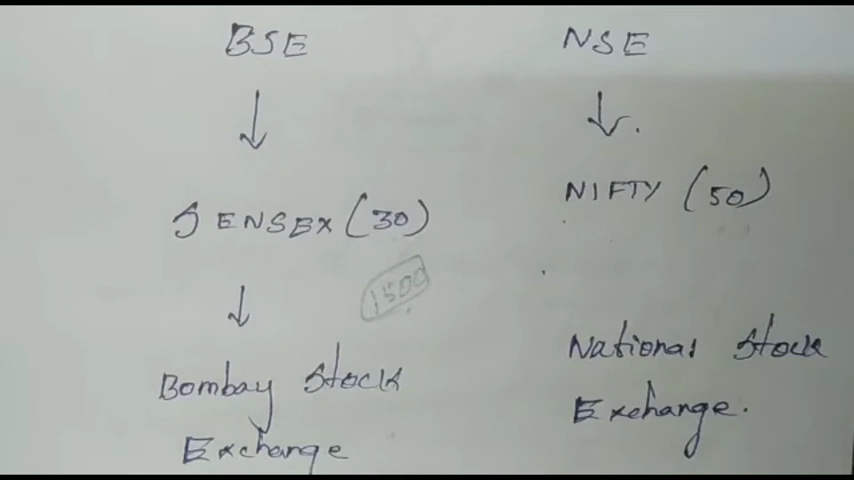 BSE
SENSEX (30)
1500
Bombay Stock
Exchange
NSE
NIFTY (50)
National Stock
Exchange.